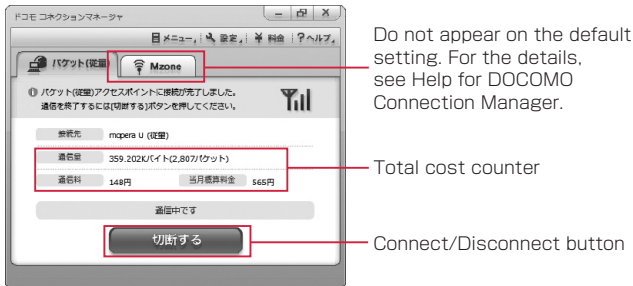 ドコモ コネクションマネージャ
メニュー 設定 ¥ 料金 ? ヘルプ
パケット(従量) Mzone
パケット(従量)アクセスポイントに接続が完了しました。
通信を終了するには[切断する]ボタンを押してください。
接続先 mopera U (従量)
通信量 359.202Kバイト(2,807パケット)
通信料 148円 当月概算料金 565円
通信中です
切断する
Do not appear on the default
setting. For the details,
see Help for DOCOMO
Connection Manager.
Total cost counter
Connect/Disconnect button